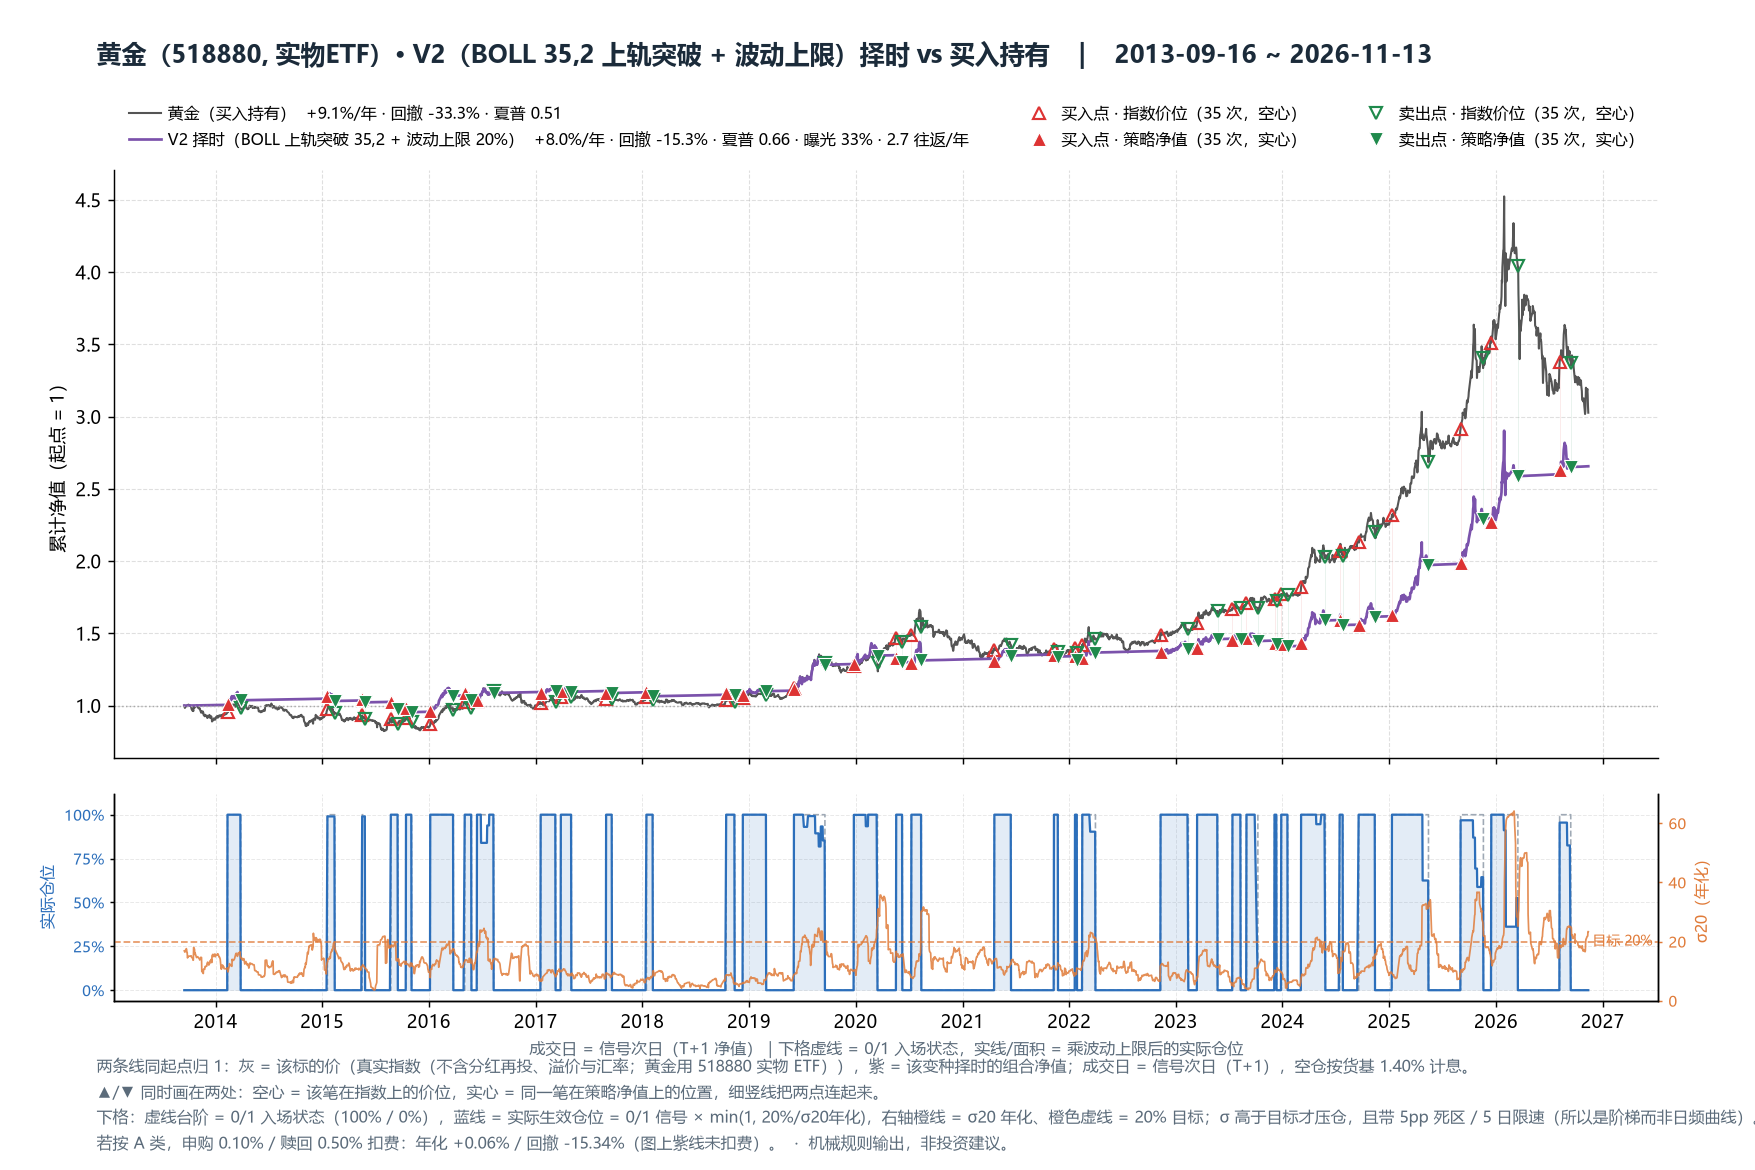 黄金（518880, 实物ETF）· V2（BOLL 35,2 上轨突破 + 波动上限）择时 vs 买入持有 | 2013-09-16 ~ 2026-11-13
黄金（买入持有） +9.1%/年 · 回撤 -33.3% · 夏普 0.51
V2 择时（BOLL 上轨突破 35,2 + 波动上限 20%） +8.0%/年 · 回撤 -15.3% · 夏普 0.66 · 曝光 33% · 2.7 往返/年
买入点 · 指数价位（35 次，空心）
买入点 · 策略净值（35 次，实心）
卖出点 · 指数价位（35 次，空心）
卖出点 · 策略净值（35 次，实心）
累计净值（起点 = 1）
4.5
4.0
3.5
3.0
2.5
2.0
1.5
1.0
实际仓位
100%
75%
50%
25%
0%
σ20（年化）
60
40
20
0
目标 20%
2014 2015 2016 2017 2018 2019 2020 2021 2022 2023 2024 2025 2026 2027
成交日 = 信号次日（T+1 净值）｜下格虚线 = 0/1 入场状态，实线/面积 = 乘波动上限后的实际仓位
两条线同起点归 1：灰 = 该标的价（真实指数（不含分红再投、溢价与汇率；黄金用 518880 实物 ETF）），紫 = 该变种择时的组合净值；成交日 = 信号次日（T+1），空仓按货基 1.40% 计息。
▲/▼ 同时画在两处：空心 = 该笔在指数上的价位，实心 = 同一笔在策略净值上的位置，细竖线把两点连起来。
下格：虚线台阶 = 0/1 入场状态（100% / 0%），蓝线 = 实际生效仓位 = 0/1 信号 × min(1, 20%/σ20年化)，右轴橙线 = σ20 年化、橙色虚线 = 20% 目标；σ 高于目标才压仓，且带 5pp 死区 / 5 日限速（所以是阶梯而非日频曲线）。
若按 A 类，申购 0.10% / 赎回 0.50% 扣费：年化 +0.06% / 回撤 -15.34%（图上紫线未扣费）。 · 机械规则输出，非投资建议。